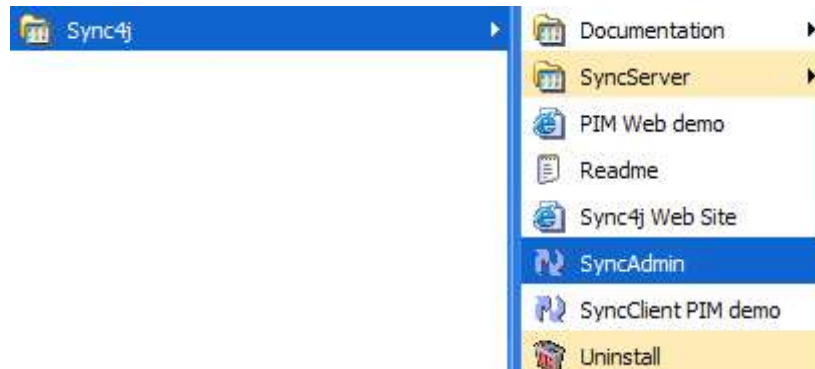 Sync4j
Documentation
SyncServer
PIM Web demo
Readme
Sync4j Web Site
SyncAdmin
SyncClient PIM demo
Uninstall